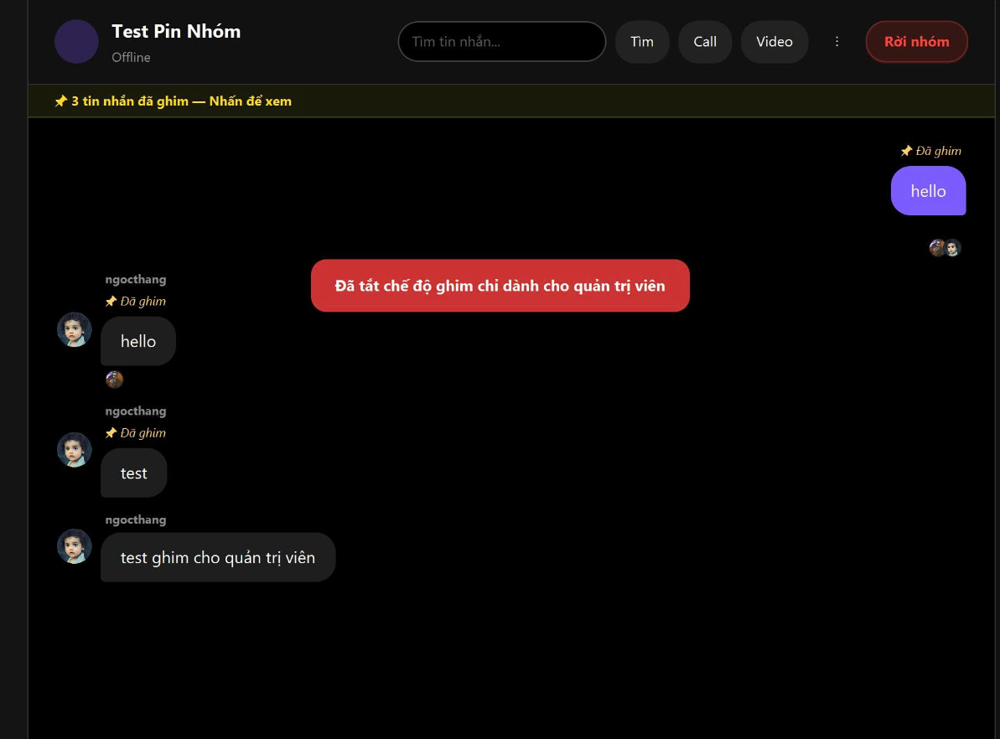 Test Pin Nhóm
Offline
Tìm tin nhắn...
Tìm
Call
Video
⋮
Rời nhóm
📌 3 tin nhắn đã ghim — Nhấn để xem
📌 Đã ghim
hello
Đã tắt chế độ ghim chỉ dành cho quản trị viên
ngocthang
📌 Đã ghim
hello
ngocthang
📌 Đã ghim
test
ngocthang
test ghim cho quản trị viên